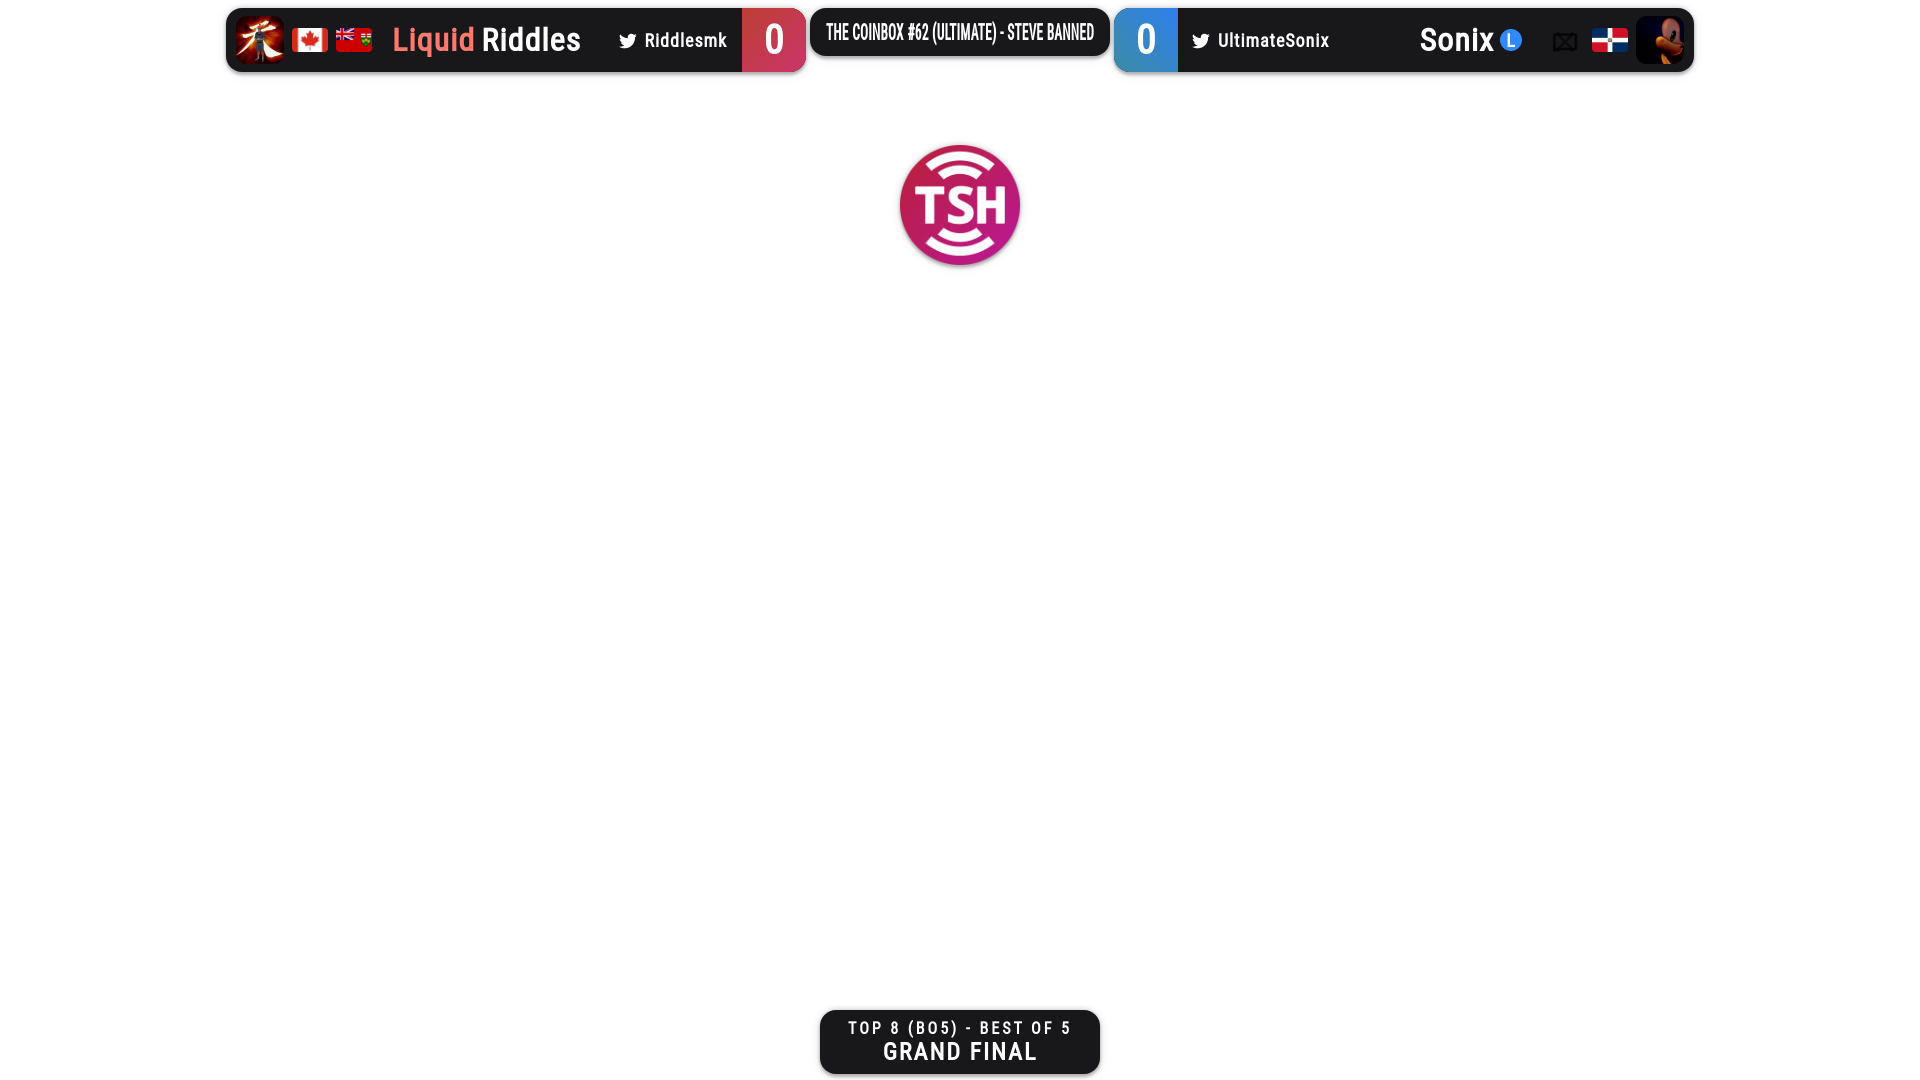 Liquid Riddles
Riddlesmk
0
THE COINBOX #62 (ULTIMATE) - STEVE BANNED
0
UltimateSonix
Sonix L
TSH
TOP 8 (BO5) - BEST OF 5
GRAND FINAL